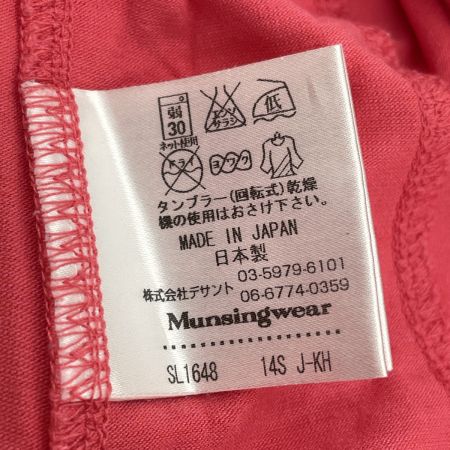 弱 エンソ サラシ 低
30
ネット使用
ドライ ヨワク
タンブラー(回転式)乾燥
機の使用はおさけ下さい。
MADE IN JAPAN
日本製
03-5979-6101
株式会社デサント 06-6774-0359
Munsingwear
SL1648 14S J-KH